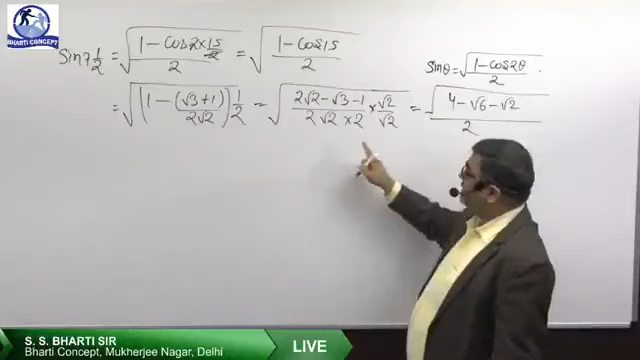 BHARTI CONCEPT
Sin7 1/2 = √((1 - Cos2×15/2)/2) = √((1 - Cos15)/2)
Sinθ = √((1 - Cos2θ)/2) .
= √((1 - (√3+1)/(2√2)) 1/2) = √((2√2 - √3 - 1)/(2√2 × 2) × √2/√2) = √(4 - √6 - √2)/2
S. S. BHARTI SIR
Bharti Concept, Mukherjee Nagar, Delhi
LIVE